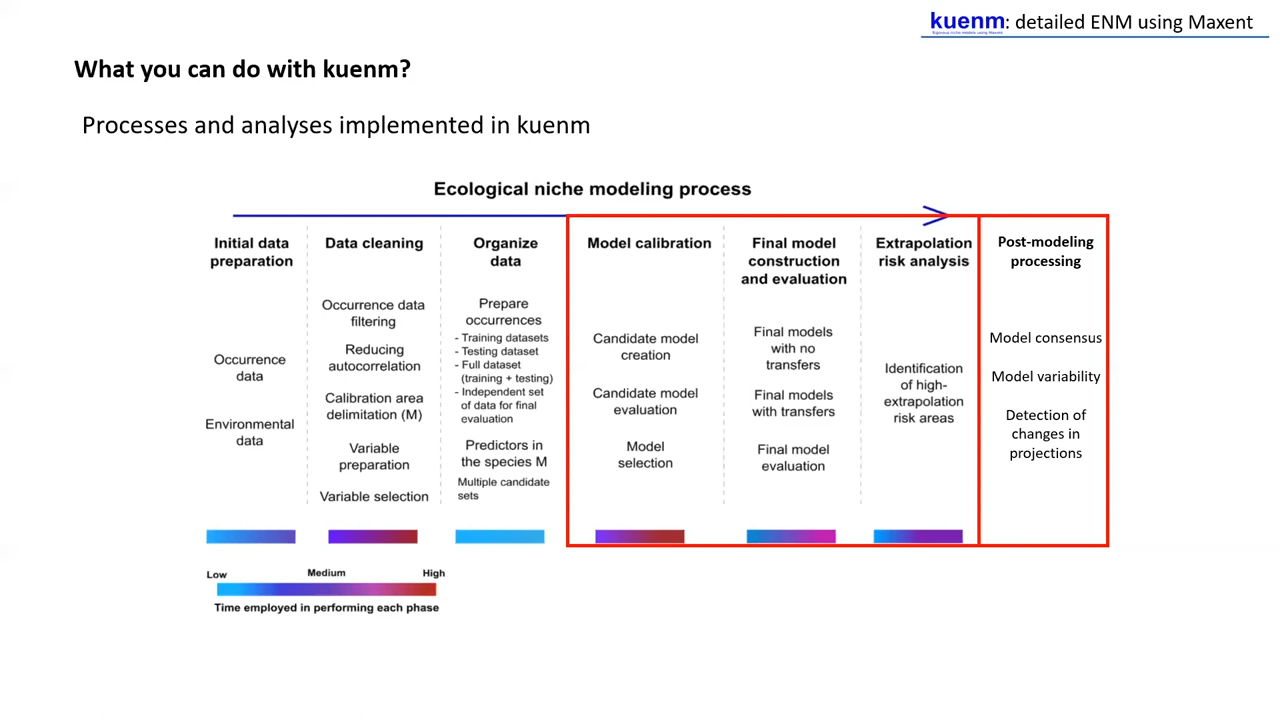 kuenm: detailed ENM using Maxent
Rigorous niche models using Maxent
What you can do with kuenm?
Processes and analyses implemented in kuenm
Ecological niche modeling process
Initial data
preparation
Occurrence
data
Environmental
data
Data cleaning
Occurrence data
filtering
Reducing
autocorrelation
Calibration area
delimitation (M)
Variable
preparation
Variable selection
Organize
data
Prepare
occurrences
- Training datasets
- Testing dataset
- Full dataset
(training + testing)
- Independent set
of data for final
evaluation
Predictors in
the species M
Multiple candidate
sets
Model calibration
Candidate model
creation
Candidate model
evaluation
Model
selection
Final model
construction
and evaluation
Final models
with no
transfers
Final models
with transfers
Final model
evaluation
Extrapolation
risk analysis
Identification
of high-
extrapolation
risk areas
Post-modeling
processing
Model consensus
Model variability
Detection of
changes in
projections
Low Medium High
Time employed in performing each phase